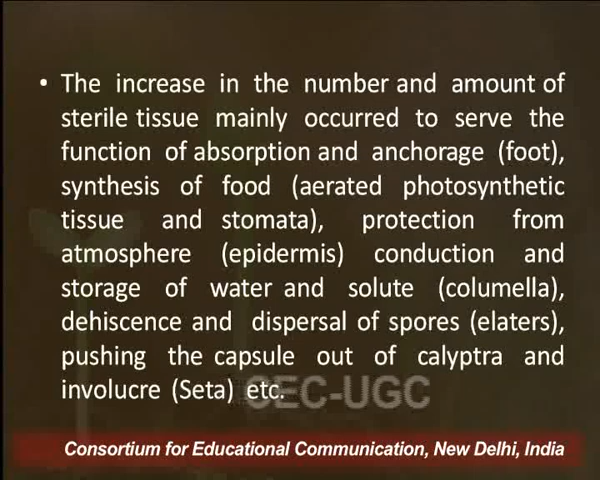 • The increase in the number and amount of
sterile tissue mainly occurred to serve the
function of absorption and anchorage (foot),
synthesis of food (aerated photosynthetic
tissue and stomata), protection from
atmosphere (epidermis) conduction and
storage of water and solute (columella),
dehiscence and dispersal of spores (elaters),
pushing the capsule out of calyptra and
involucre (Seta) etc.
CEC-UGC
Consortium for Educational Communication, New Delhi, India